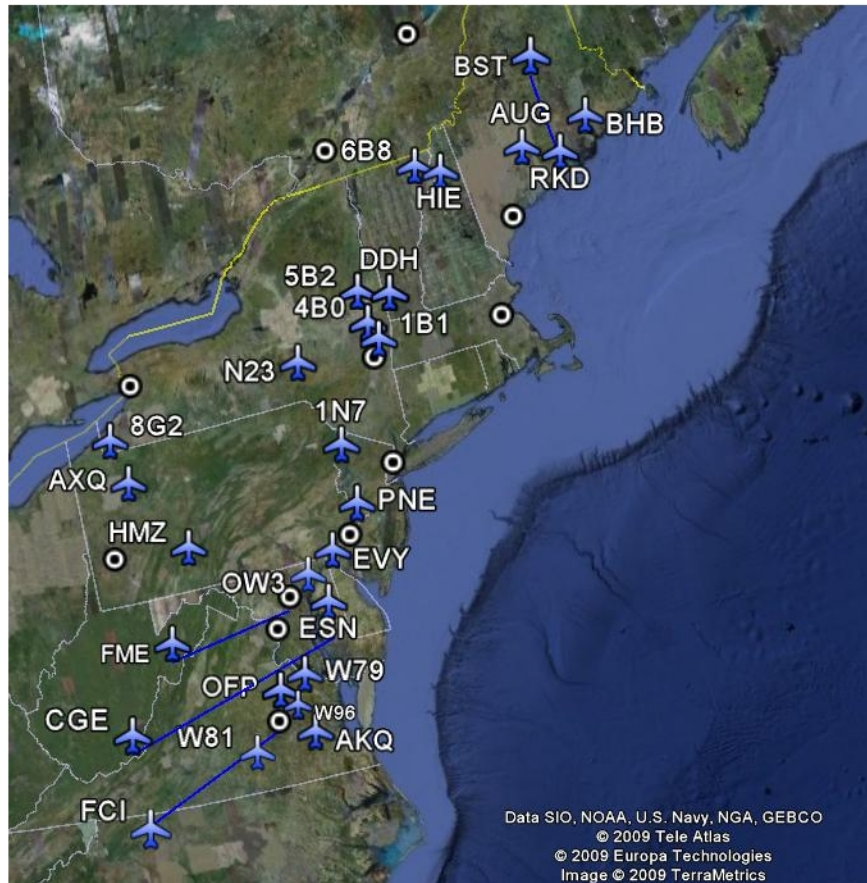 BST
AUG
BHB
6B8
RKD
HIE
DDH
5B2
4B0
1B1
N23
1N7
8G2
AXQ
PNE
HMZ
EVY
OW3
ESN
FME
W79
OFP
W96
CGE
W81
AKQ
FCI
Data SIO, NOAA, U.S. Navy, NGA, GEBCO
© 2009 Tele Atlas
© 2009 Europa Technologies
Image © 2009 TerraMetrics